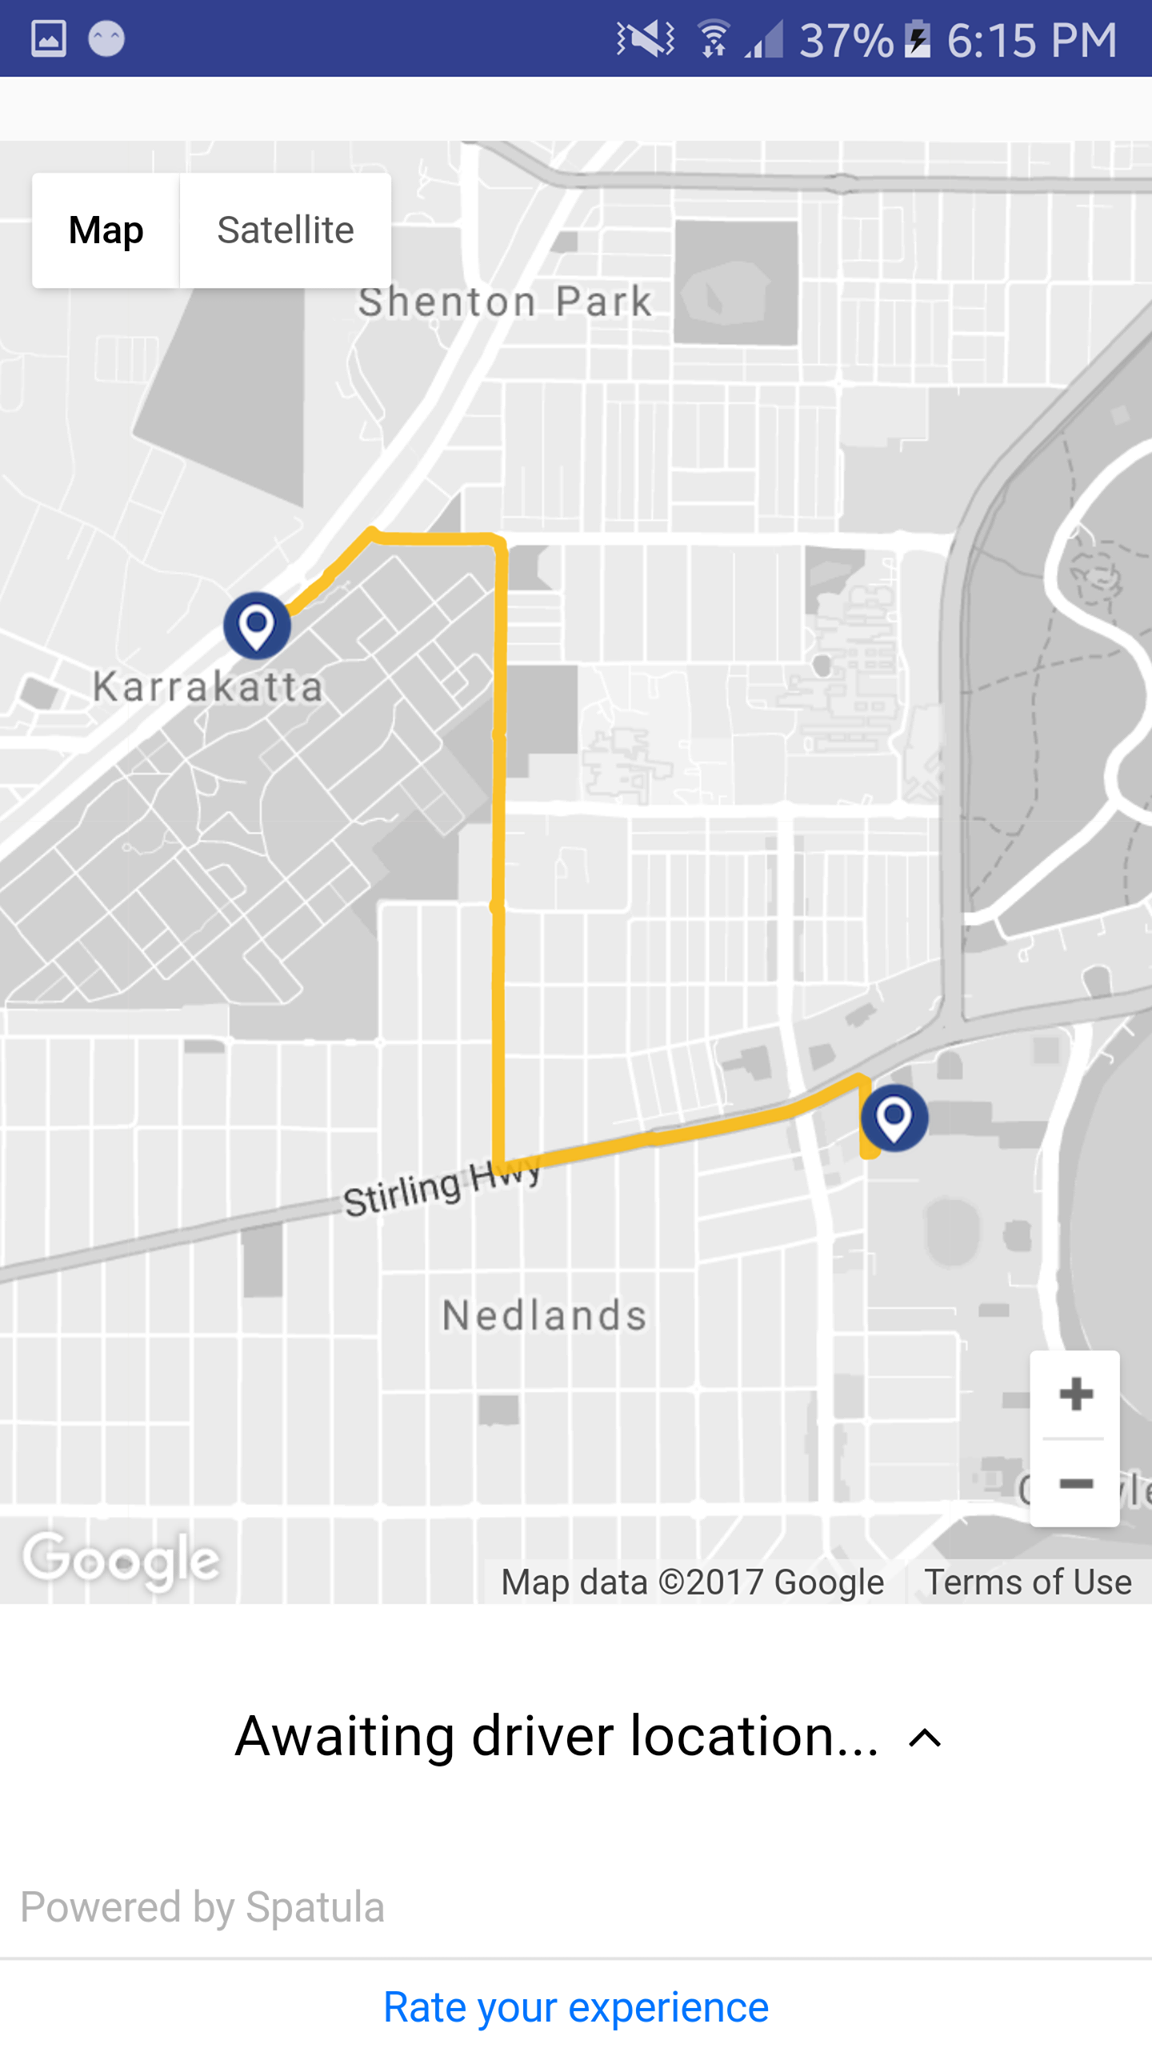 37% 6:15 PM
Map Satellite
Shenton Park
Karrakatta
Stirling Hwy
Nedlands
Google
Map data ©2017 Google Terms of Use
Awaiting driver location...
Powered by Spatula
Rate your experience